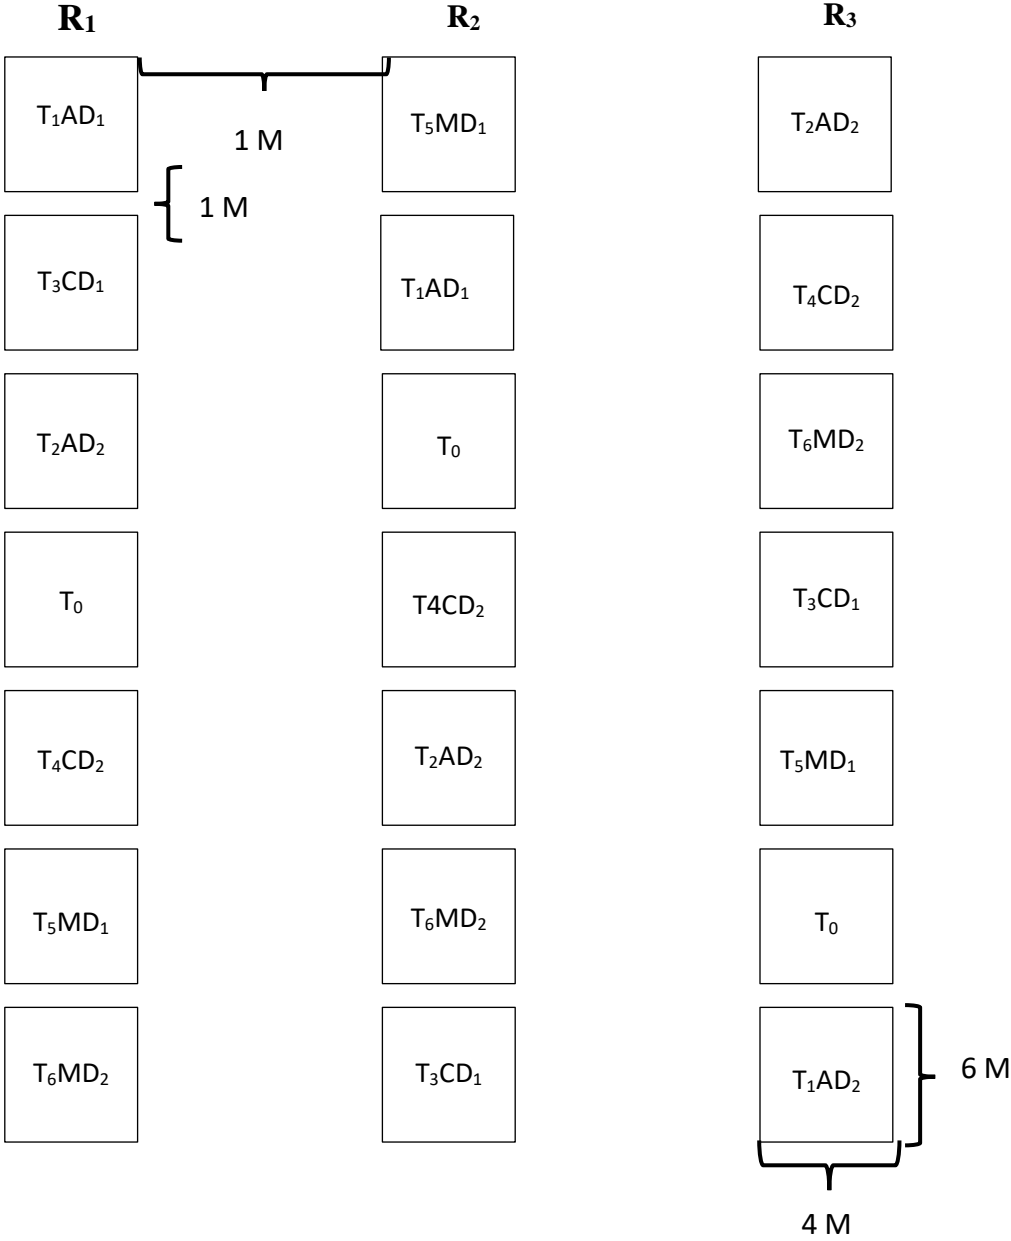 R₁ R₂ R₃
T₁AD₁ T₅MD₁ T₂AD₂
1 M
1 M
T₃CD₁ T₁AD₁ T₄CD₂
T₂AD₂ T₀ T₆MD₂
T₀ T4CD₂ T₃CD₁
T₄CD₂ T₂AD₂ T₅MD₁
T₅MD₁ T₆MD₂ T₀
T₆MD₂ T₃CD₁ T₁AD₂ 6 M
4 M